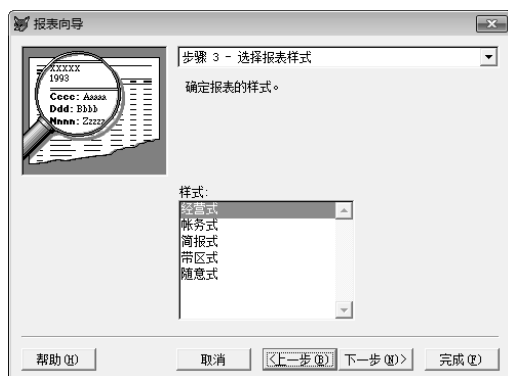 报表向导
步骤 3 - 选择报表样式
XXXXX
1993
Cccc: Aaaaa
Ddd: Bbbb
Nnnn: Zzzzz
确定报表的样式。
样式:
经营式
帐务式
简报式
带区式
随意式
帮助(H)
取消
<上一步(B)
下一步(N)>
完成(F)